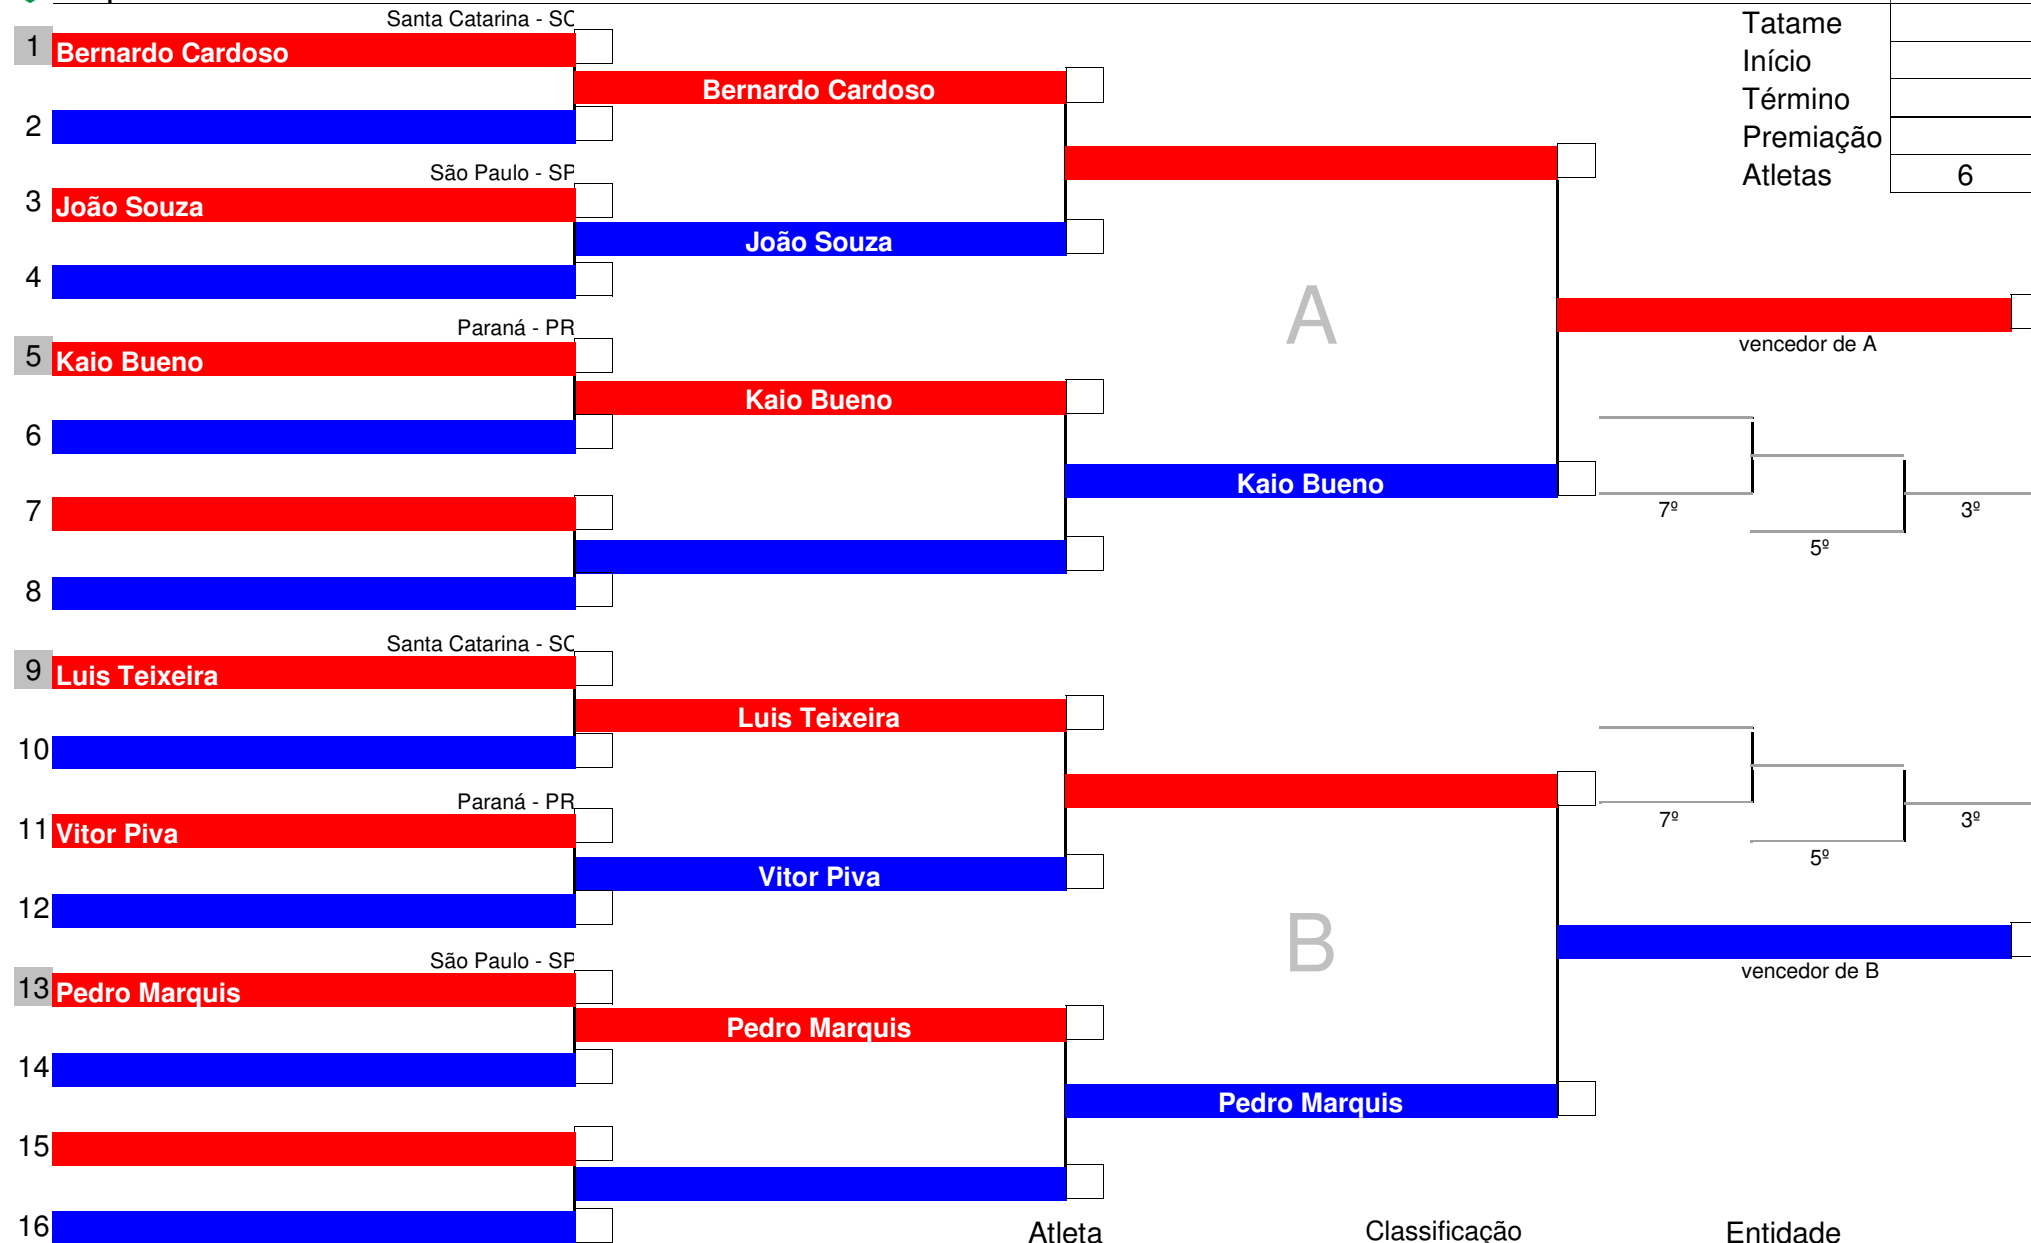 Santa Catarina - SC
Tatame
1 Bernardo Cardoso
Início
Bernardo Cardoso
Término
2
Premiação
São Paulo - SP
Atletas 6
3 João Souza
João Souza
4
A
Paraná - PR
vencedor de A
5 Kaio Bueno
Kaio Bueno
6
Kaio Bueno
7
7º
3º
5º
8
Santa Catarina - SC
9 Luis Teixeira
Luis Teixeira
10
Paraná - PR
7º
3º
11 Vitor Piva
5º
Vitor Piva
12
B
São Paulo - SP
vencedor de B
13 Pedro Marquis
Pedro Marquis
14
Pedro Marquis
15
16
Atleta
Classificação
Entidade